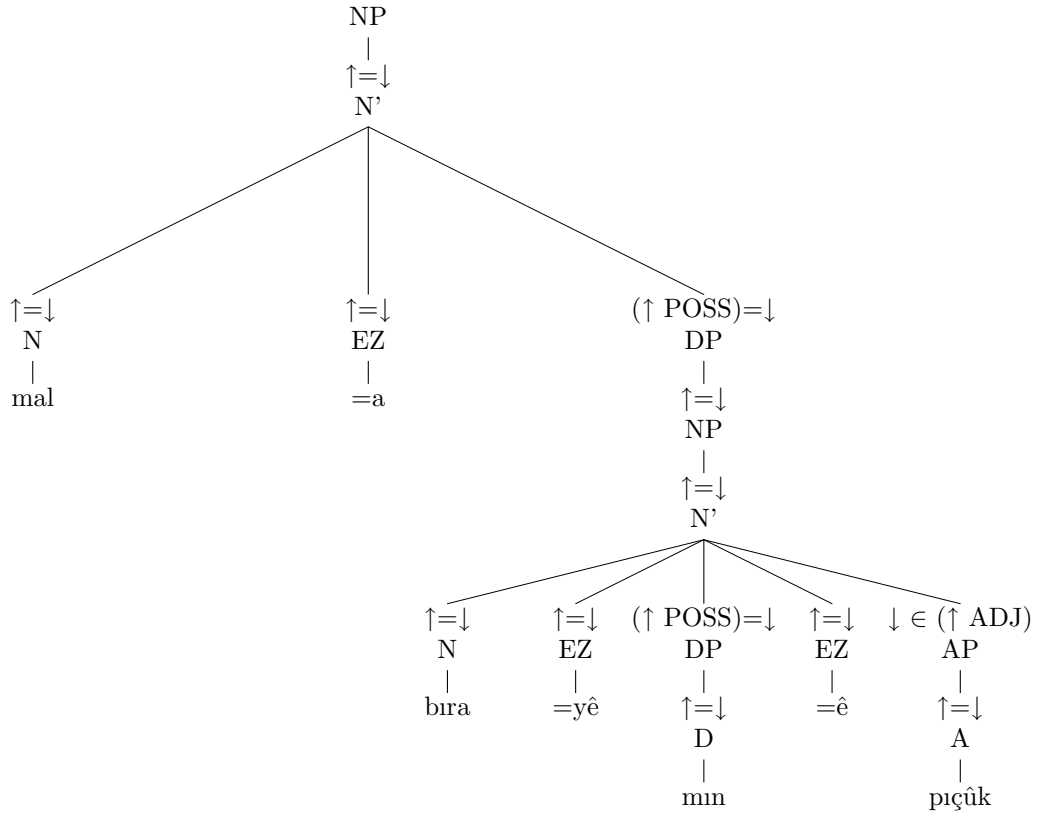 NP
↑=↓
N’
↑=↓ ↑=↓ (↑ POSS)=↓
N EZ DP
mal =a ↑=↓
NP
↑=↓
N’
↑=↓ ↑=↓ (↑ POSS)=↓ ↑=↓ ↓ ∈ (↑ ADJ)
N EZ DP EZ AP
bıra =yê ↑=↓ =ê ↑=↓
D A
mın pıçûk